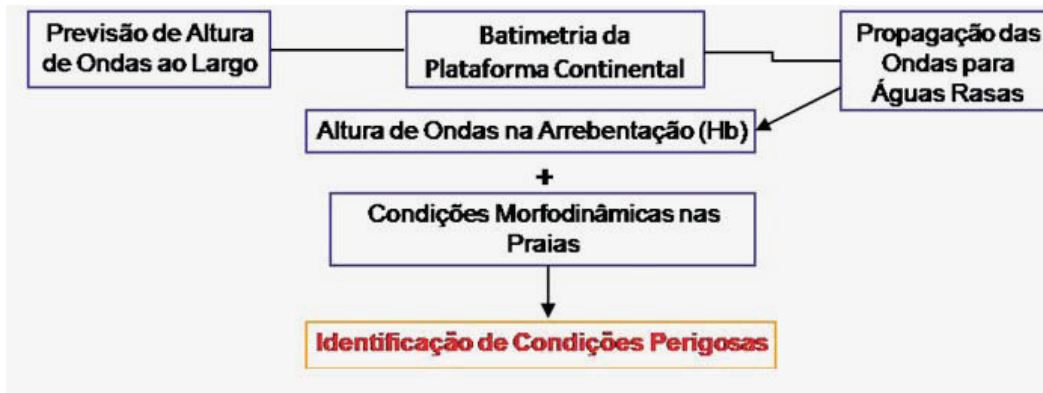 Previsão de Altura
de Ondas ao Largo
Batimetria da
Plataforma Continental
Propagação das
Ondas para
Águas Rasas
Altura de Ondas na Arrebentação (Hb)
+
Condições Morfodinâmicas nas
Praias
Identificação de Condições Perigosas